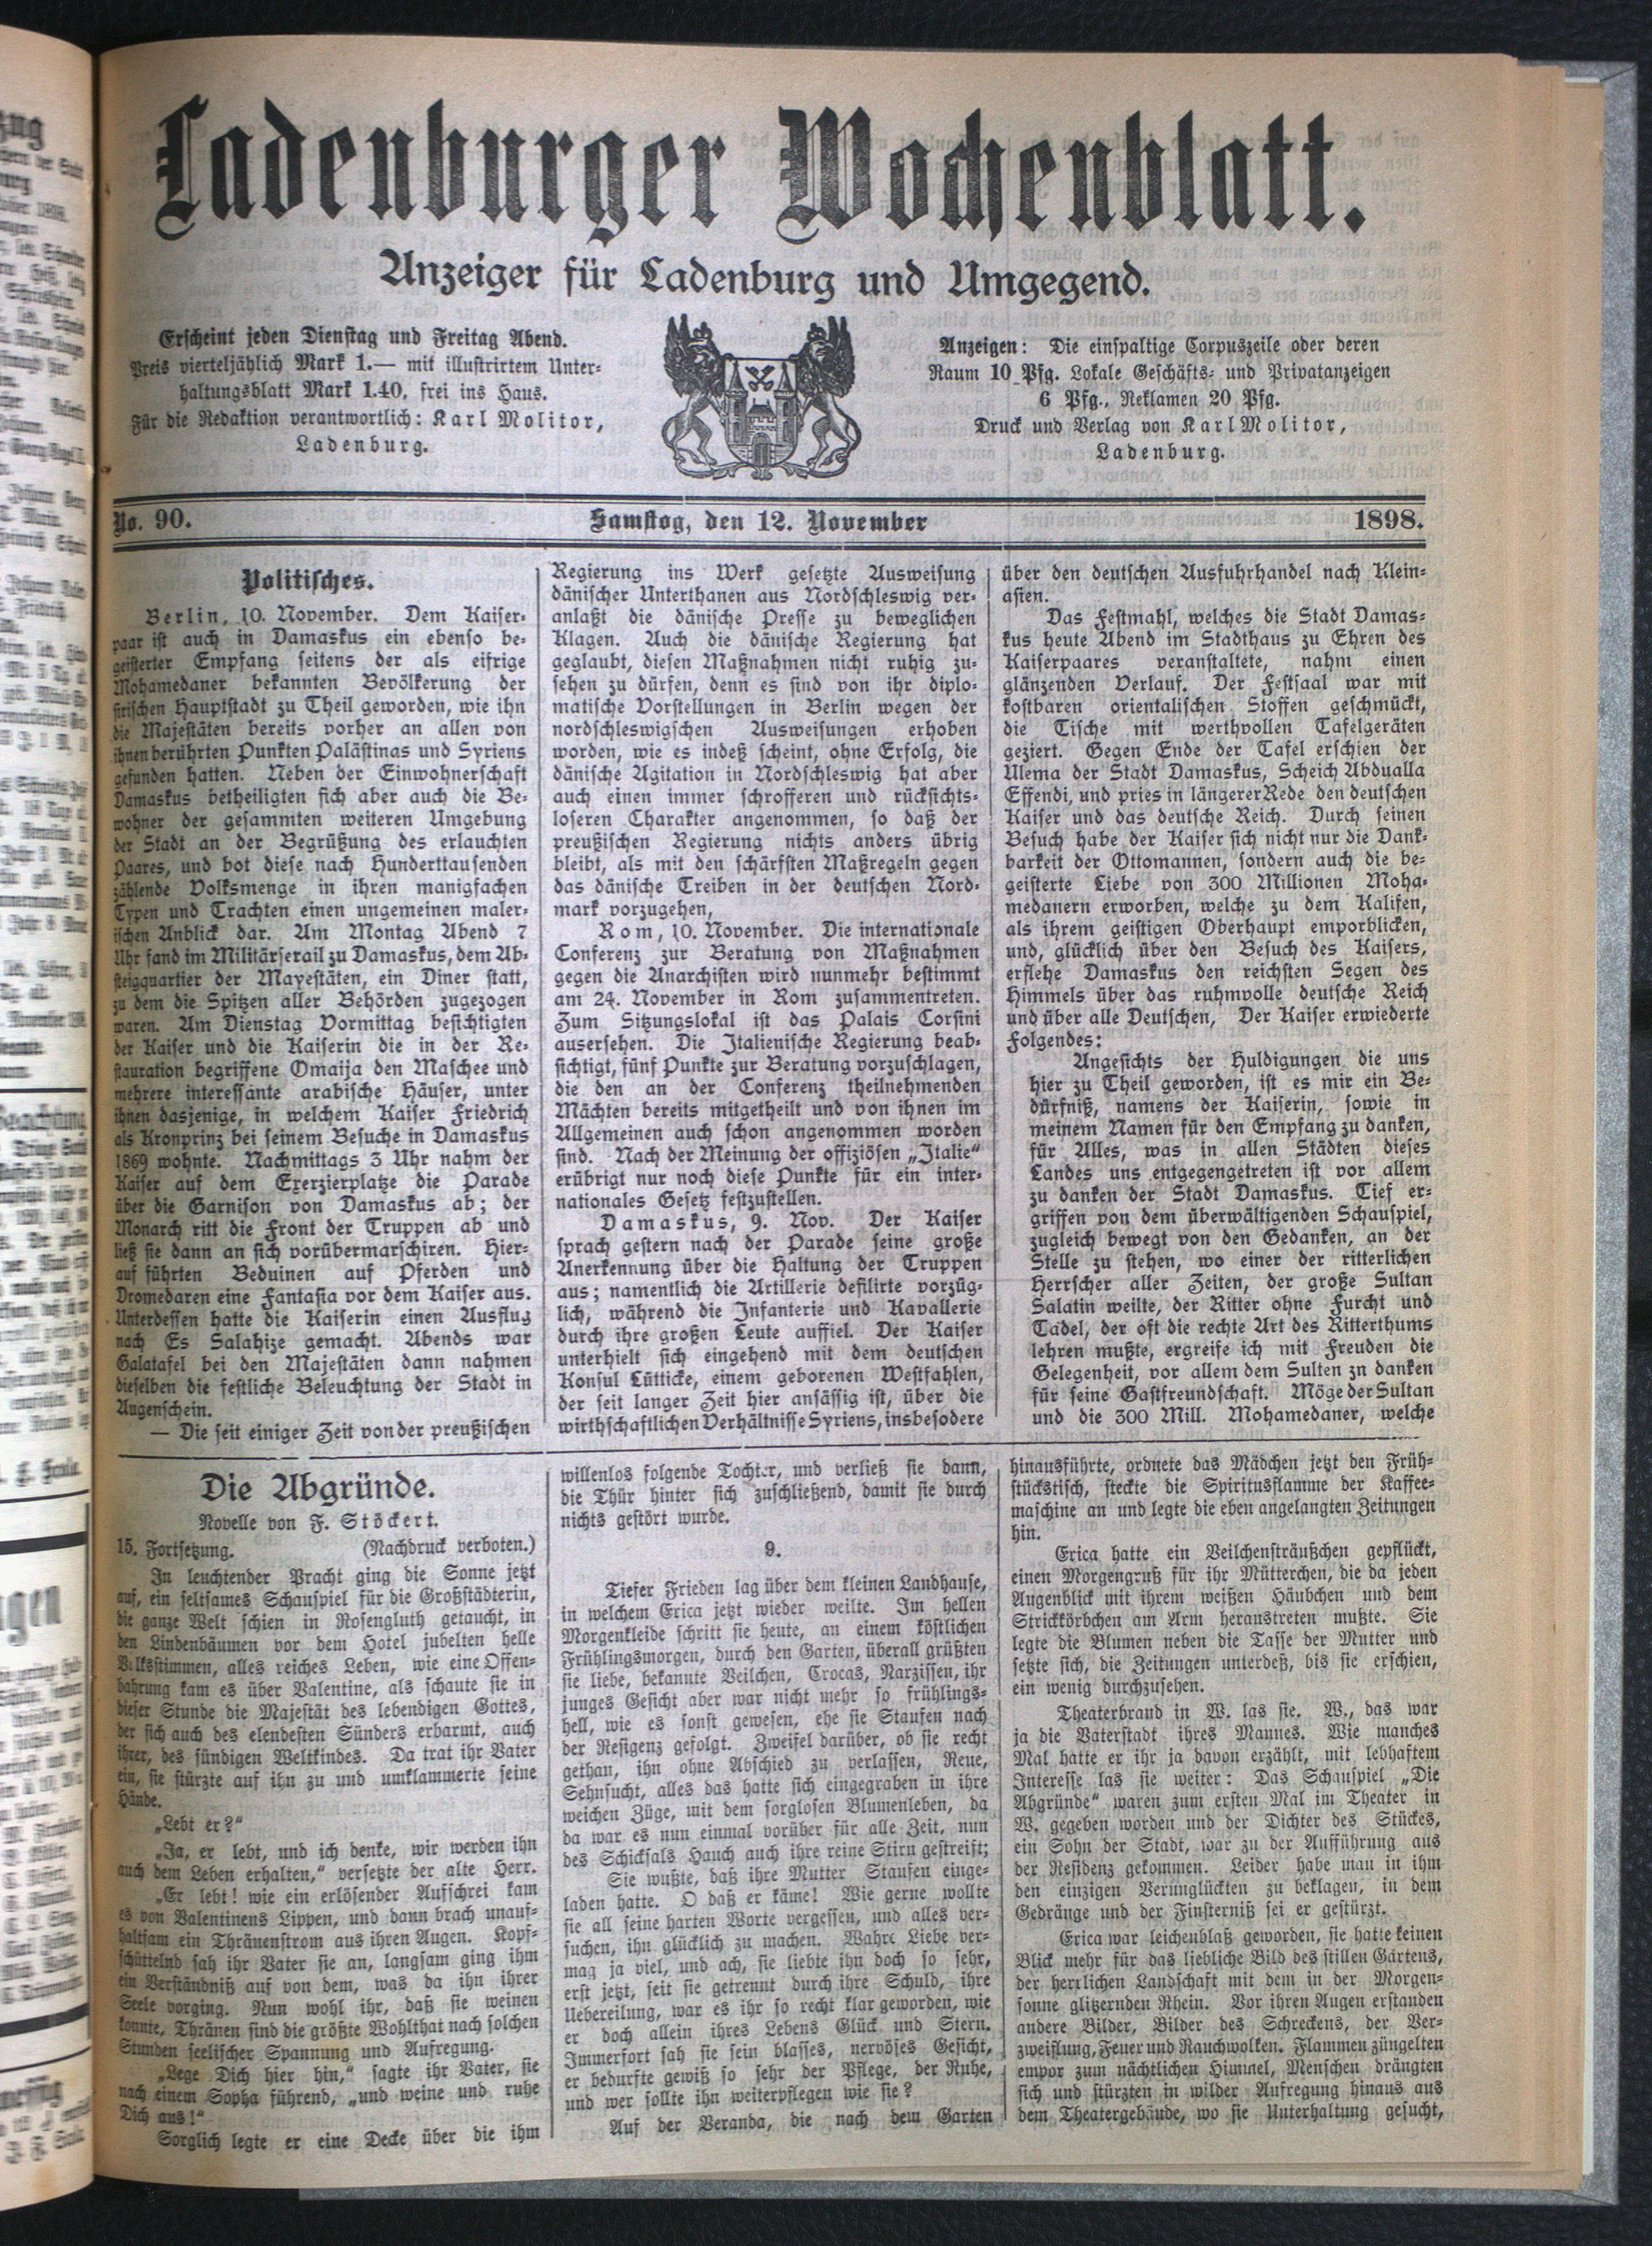 Ladenburger Wochenblatt.
Anzeiger für Ladenburg und Umgegend.
Erscheint jeden Dienstag und Freitag Abend.
Preis vierteljählich Mark 1.— mit illustrirtem Unter-
haltungsblatt Mark 1.40, frei ins Haus.
Für die Redaktion verantwortlich: Karl Molitor,
Ladenburg.
Anzeigen: Die einspaltige Corpuszeile oder deren
Raum 10 Pfg. Lokale Geschäfts- und Privatanzeigen
6 Pfg., Reklamen 20 Pfg.
Druck und Verlag von Karl Molitor,
Ladenburg.
No. 90. Samstag, den 12. November 1898.
Politisches.
Berlin, 10. November. Dem Kaiser-
paar ist auch in Damaskus ein ebenso be-
geisterter Empfang seitens der als eifrige
Mohamedaner bekannten Bevölkerung der
sirischen Hauptstadt zu Theil geworden, wie ihn
die Majestäten bereits vorher an allen von
ihnen berührten Punkten Palästinas und Syriens
gefunden hatten. Neben der Einwohnerschaft
Damaskus betheiligten sich aber auch die Be-
wohner der gesammten weiteren Umgebung
der Stadt an der Begrüßung des erlauchten
Paares, und bot diese nach Hunderttausenden
zählende Volksmenge in ihren manigfachen
Typen und Trachten einen ungemeinen maler-
ischen Anblick dar. Am Montag Abend 7
Uhr fand im Militärserail zu Damaskus, dem Ab-
steigquartier der Mayestäten, ein Diner statt,
zu dem die Spitzen aller Behörden zugezogen
waren. Am Dienstag Vormittag besichtigten
der Kaiser und die Kaiserin die in der Re-
stauration begriffene Omaija den Maschee und
mehrere interessante arabische Häuser, unter
ihnen dasjenige, in welchem Kaiser Friedrich
als Kronprinz bei seinem Besuche in Damaskus
1869 wohnte. Nachmittags 3 Uhr nahm der
Kaiser auf dem Exerzierplatze die Parade
über die Garnison von Damaskus ab; der
Monarch ritt die Front der Truppen ab und
ließ sie dann an sich vorübermarschiren. Hier-
auf führten Beduinen auf Pferden und
Dromedaren eine Fantasia vor dem Kaiser aus.
Unterdessen hatte die Kaiserin einen Ausflug
nach Es Salahize gemacht. Abends war
Galatafel bei den Majestäten dann nahmen
dieselben die festliche Beleuchtung der Stadt in
Augenschein.
— Die seit einiger Zeit von der preußischen
Regierung ins Werk gesetzte Ausweisung
dänischer Unterthanen aus Nordschleswig ver-
anlaßt die dänische Presse zu beweglichen
Klagen. Auch die dänische Regierung hat
geglaubt, diesen Maßnahmen nicht ruhig zu-
sehen zu dürfen, denn es sind von ihr diplo-
matische Vorstellungen in Berlin wegen der
nordschleswigschen Ausweisungen erhoben
worden, wie es indeß scheint, ohne Erfolg, die
dänische Agitation in Nordschleswig hat aber
auch einen immer schrofferen und rücksichts-
loseren Charakter angenommen, so daß der
preußischen Regierung nichts anders übrig
bleibt, als mit den schärfsten Maßregeln gegen
das dänische Treiben in der deutschen Nord-
mark vorzugehen,
Rom, 10. November. Die internationale
Conferenz zur Beratung von Maßnahmen
gegen die Anarchisten wird nunmehr bestimmt
am 24. November in Rom zusammentreten.
Zum Sitzungslokal ist das Palais Corsini
ausersehen. Die Italienische Regierung beab-
sichtigt, fünf Punkte zur Beratung vorzuschlagen,
die den an der Conferenz theilnehmenden
Mächten bereits mitgetheilt und von ihnen im
Allgemeinen auch schon angenommen worden
sind. Nach der Meinung der offiziösen „Italie“
erübrigt nur noch diese Punkte für ein inter-
nationales Gesetz festzustellen.
Damaskus, 9. Nov. Der Kaiser
sprach gestern nach der Parade seine große
Anerkennung über die Haltung der Truppen
aus; namentlich die Artillerie defilirte vorzüg-
lich, während die Infanterie und Kavallerie
durch ihre großen Leute auffiel. Der Kaiser
unterhielt sich eingehend mit dem deutschen
Konsul Lütticke, einem geborenen Westfahlen,
der seit langer Zeit hier ansässig ist, über die
wirthschaftlichen Verhältnisse Syriens, insbesodere
über den deutschen Ausfuhrhandel nach Klein-
asien.
Das Festmahl, welches die Stadt Damas-
kus heute Abend im Stadthaus zu Ehren des
Kaiserpaares veranstaltete, nahm einen
glänzenden Verlauf. Der Festsaal war mit
kostbaren orientalischen Stoffen geschmückt,
die Tische mit werthvollen Tafelgeräten
geziert. Gegen Ende der Tafel erschien der
Ulema der Stadt Damaskus, Scheich Abdualla
Effendi, und pries in längerer Rede den deutschen
Kaiser und das deutsche Reich. Durch seinen
Besuch habe der Kaiser sich nicht nur die Dank-
barkeit der Ottomannen, sondern auch die be-
geisterte Liebe von 300 Millionen Moha-
medanern erworben, welche zu dem Kalifen,
als ihrem geistigen Oberhaupt emporblicken,
und, glücklich über den Besuch des Kaisers,
erflehe Damaskus den reichsten Segen des
Himmels über das ruhmvolle deutsche Reich
und über alle Deutschen, Der Kaiser erwiederte
Folgendes:
Angesichts der Huldigungen die uns
hier zu Theil geworden, ist es mir ein Be-
dürfniß, namens der Kaiserin, sowie in
meinem Namen für den Empfang zu danken,
für Alles, was in allen Städten dieses
Landes uns entgegengetreten ist vor allem
zu danken der Stadt Damaskus. Tief er-
griffen von dem überwältigenden Schauspiel,
zugleich bewegt von den Gedanken, an der
Stelle zu stehen, wo einer der ritterlichen
Herrscher aller Zeiten, der große Sultan
Salatin weilte, der Ritter ohne Furcht und
Tadel, der oft die rechte Art des Ritterthums
lehren mußte, ergreife ich mit Freuden die
Gelegenheit, vor allem dem Sulten zu danken
für seine Gastfreundschaft. Möge der Sultan
und die 300 Mill. Mohamedaner, welche
Die Abgründe.
Novelle von F. Stöckert.
15. Fortsetzung. (Nachdruck verboten.)
In leuchtender Pracht ging die Sonne jetzt
auf, ein seltsames Schauspiel für die Großstädterin,
die ganze Welt schien in Rosengluth getaucht, in
den Lindenbäumen vor dem Hotel jubelten helle
V lksstimmen, alles reiches Leben, wie eine Offen-
bahrung kam es über Valentine, als schaute sie in
dieser Stunde die Majestät des lebendigen Gottes,
der sich auch des elendesten Sünders erbarmt, auch
ihrer, des sündigen Weltkindes. Da trat ihr Vater
ein, sie stürzte auf ihn zu und umklammerte seine
Hände.
„Lebt er?“
„Ja, er lebt, und ich denke, wir werden ihn
auch dem Leben erhalten,“ versetzte der alte Herr.
„Er lebt! wie ein erlösender Aufschrei kam
es von Valentinens Lippen, und dann brach unauf-
haltsam ein Thränenstrom aus ihren Augen. Kopf-
schüttelnd sah ihr Vater sie an, langsam ging ihm
ein Verständniß auf von dem, was da ihn ihrer
Seele vorging. Nun wohl ihr, daß sie weinen
konnte, Thränen sind die größte Wohlthat nach solchen
Stunden seelischer Spannung und Aufregung.
„Lege Dich hier hin,“ sagte ihr Vater, sie
nach einem Sopha führend, „und weine und ruhe
Dich aus!“
Sorglich legte er eine Decke über die ihm
willenlos folgende Tochter, und verließ sie dann,
die Thür hinter sich zuschließend, damit sie durch
nichts gestört wurde.
9.
Tiefer Frieden lag über dem kleinen Landhause,
in welchem Erica jetzt wieder weilte. Im hellen
Morgenkleide schritt sie heute, an einem köstlichen
Frühlingsmorgen, durch den Garten, überall grüßten
sie liebe, bekannte Veilchen, Crocas, Narzissen, ihr
junges Gesicht aber war nicht mehr so frühlings-
hell, wie es sonst gewesen, ehe sie Staufen nach
der Resigenz gefolgt. Zweifel darüber, ob sie recht
gethan, ihn ohne Abschied zu verlassen, Reue,
Sehnsucht, alles das hatte sich eingegraben in ihre
weichen Züge, mit dem sorglosen Blumenleben, da
da war es nun einmal vorüber für alle Zeit, nun
des Schicksals Hauch auch ihre reine Stirn gestreift;
Sie wußte, daß ihre Mutter Staufen einge-
laden hatte. O daß er käme! Wie gerne wollte
sie all seine harten Worte vergessen, und alles ver-
suchen, ihn glücklich zu machen. Wahre Liebe ver-
mag ja viel, und ach, sie liebte ihn doch so sehr,
erst jetzt, seit sie getrennt durch ihre Schuld, ihre
Uebereilung, war es ihr so recht klar geworden, wie
er doch allein ihres Lebens Glück und Stern.
Immerfort sah sie sein blasses, nervöses Gesicht,
er bedurfte gewiß so sehr der Pflege, der Ruhe,
und wer sollte ihn weiterpflegen wie sie?
Auf der Veranda, die nach dem Garten
hinausführte, ordnete das Mädchen jetzt den Früh-
stückstisch, steckte die Spiritusflamme der Kaffee-
maschine an und legte die eben angelangten Zeitungen
hin.
Erica hatte ein Veilchensträußchen gepflückt,
einen Morgengruß für ihr Mütterchen, die da jeden
Augenblick mit ihrem weißen Häubchen und dem
Strickkörbchen am Arm heraustreten mußte. Sie
legte die Blumen neben die Tasse der Mutter und
setzte sich, die Zeitungen unterdeß, bis sie erschien,
ein wenig durchzusehen.
Theaterbrand in W. las sie. W., das war
ja die Vaterstadt ihres Mannes. Wie manches
Mal hatte er ihr ja davon erzählt, mit lebhaftem
Interesse las sie weiter: Das Schauspiel „Die
Abgründe“ waren zum ersten Mal im Theater in
W. gegeben worden und der Dichter des Stückes,
ein Sohn der Stadt, war zu der Aufführung aus
der Residenz gekommen. Leider habe man in ihm
den einzigen Verunglückten zu beklagen, in dem
Gedränge und der Finsterniß sei er gestürzt.
Erica war leichenblaß geworden, sie hatte keinen
Blick mehr für das liebliche Bild des stillen Gartens,
der herrlichen Landschaft mit dem in der Morgen-
sonne glitzernden Rhein. Vor ihren Augen erstanden
andere Bilder, Bilder des Schreckens, der Ver-
zweiflung, Feuer und Rauchwolken. Flammen züngelten
empor zum nächtlichen Himmel, Menschen drängten
sich und stürzten in wilder Aufregung hinaus aus
dem Theatergebäude, wo sie Unterhaltung gesucht,